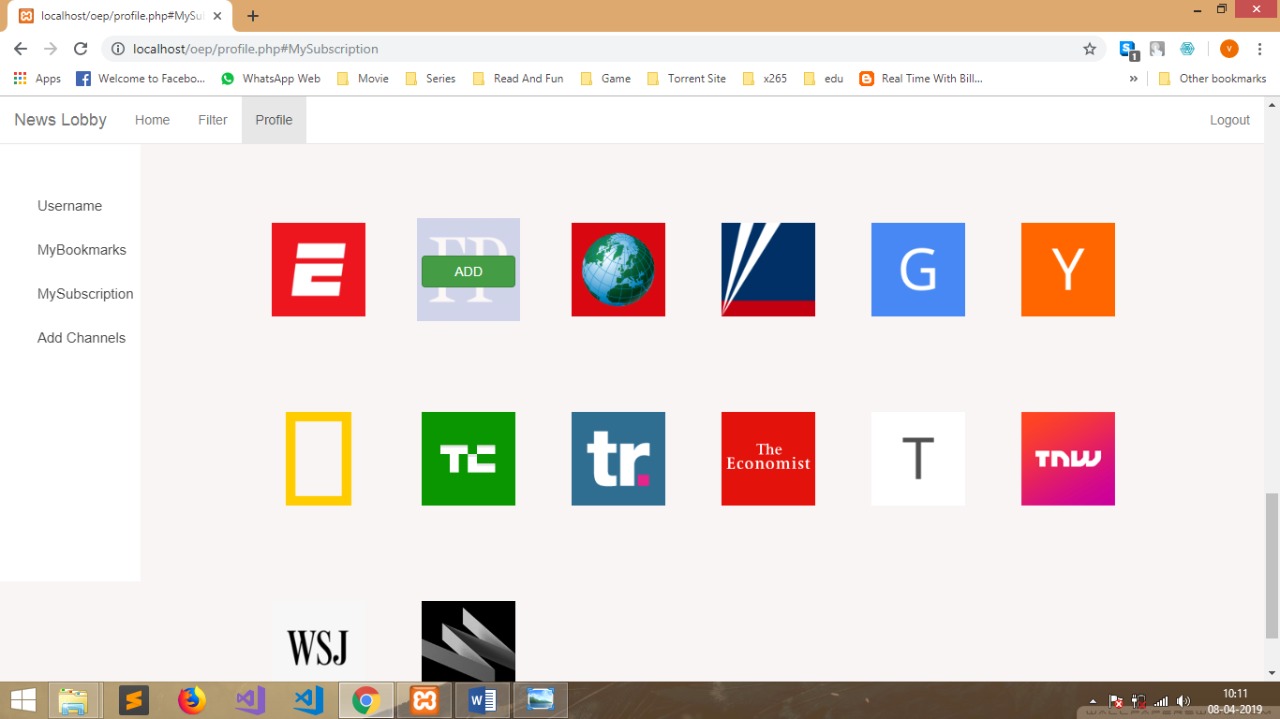 localhost/oep/profile.php#MySu
localhost/oep/profile.php#MySubscription
1
v
Apps
Welcome to Facebo...
WhatsApp Web
Movie
Series
Read And Fun
Game
Torrent Site
x265
edu
Real Time With Bill...
»
Other bookmarks
News Lobby
Home
Filter
Profile
Logout
Username
MyBookmarks
MySubscription
Add Channels
E
FP
ADD
G
Y
TC
tr.
The
Economist
T
TNW
WSJ
10:11
08-04-2019